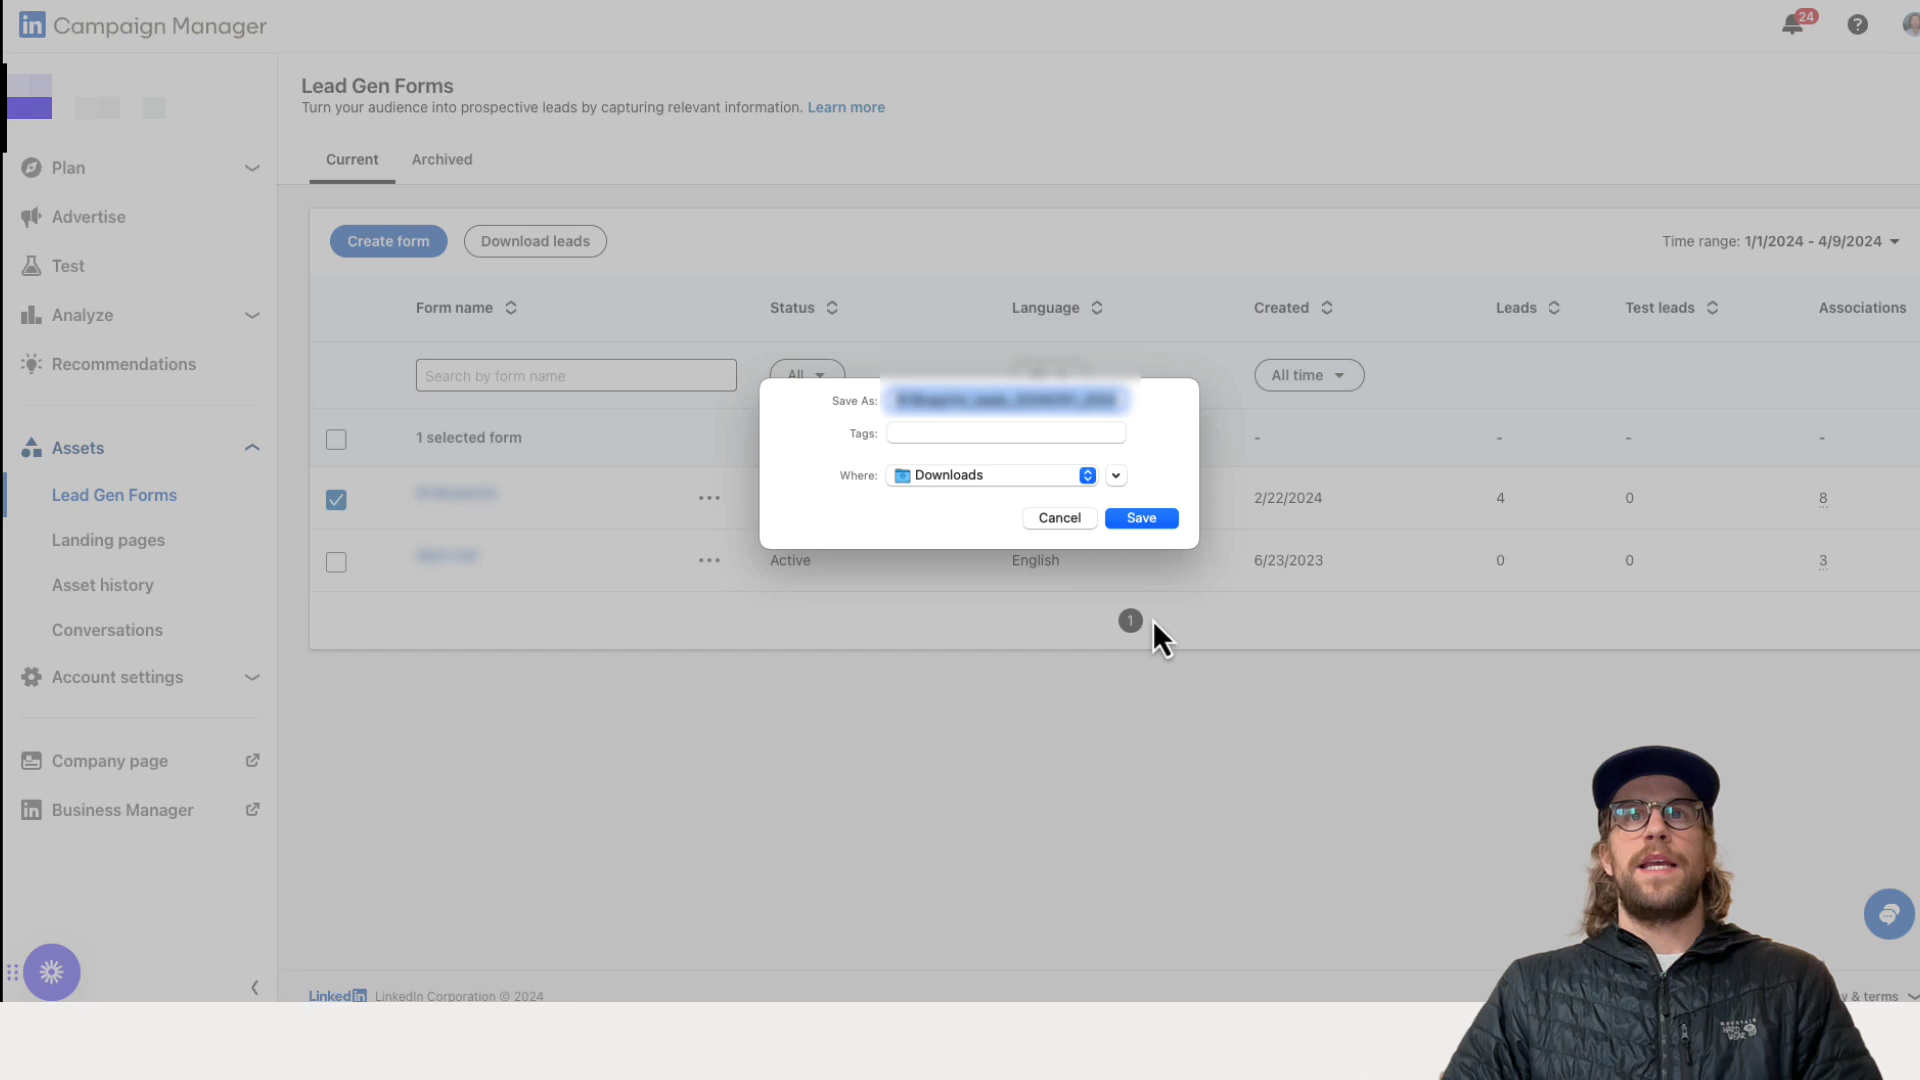 in Campaign Manager
24
Lead Gen Forms
Turn your audience into prospective leads by capturing relevant information. Learn more
Current
Archived
Plan
Advertise
Test
Analyze
Recommendations
Assets
Lead Gen Forms
Landing pages
Asset history
Conversations
Account settings
Company page
Business Manager
Create form
Download leads
Time range: 1/1/2024 - 4/9/2024
Form name
Status
Language
Created
Leads
Test leads
Associations
Search by form name
All
All time
1 selected form
-
-
-
-
2/22/2024
4
0
8
Active
English
6/23/2023
0
0
3
1
Save As:
Tags:
Where:
Downloads
Cancel
Save
LinkedIn LinkedIn Corporation © 2024
& terms
MOUNTAIN
HARD
WEAR